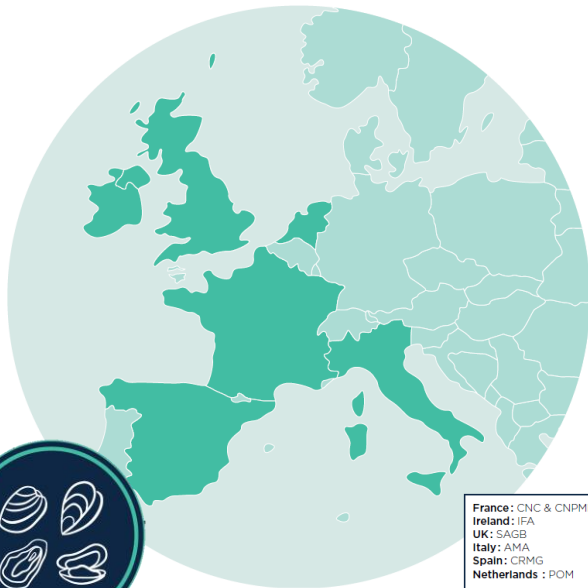 France: CNC & CNPM
Ireland: IFA
UK: SAGB
Italy: AMA
Spain: CRMG
Netherlands : POM